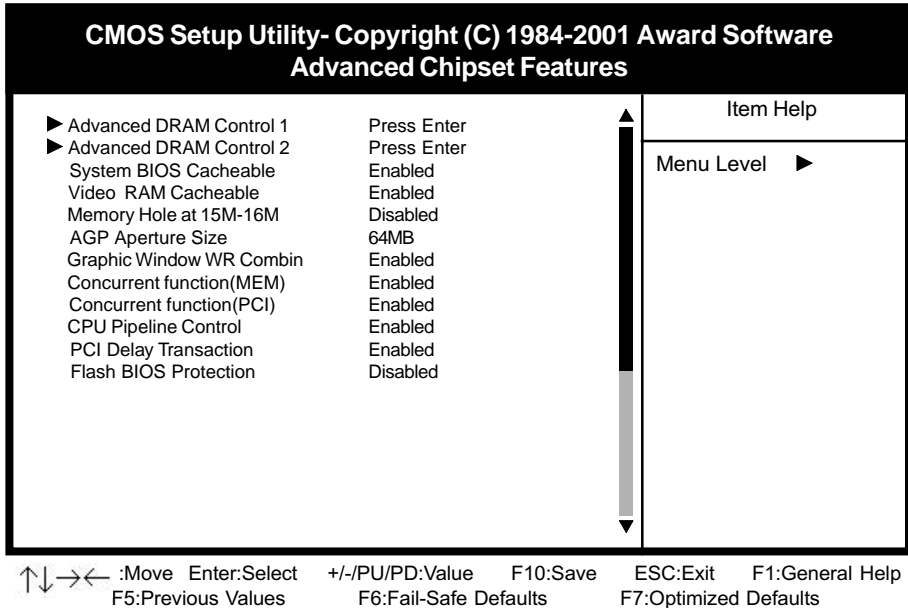 CMOS Setup Utility- Copyright (C) 1984-2001 Award Software
Advanced Chipset Features
▶ Advanced DRAM Control 1 Press Enter
▶ Advanced DRAM Control 2 Press Enter
System BIOS Cacheable Enabled
Video RAM Cacheable Enabled
Memory Hole at 15M-16M Disabled
AGP Aperture Size 64MB
Graphic Window WR Combin Enabled
Concurrent function(MEM) Enabled
Concurrent function(PCI) Enabled
CPU Pipeline Control Enabled
PCI Delay Transaction Enabled
Flash BIOS Protection Disabled
Item Help
Menu Level ▶
↑↓→← :Move Enter:Select +/-/PU/PD:Value F10:Save ESC:Exit F1:General Help
F5:Previous Values F6:Fail-Safe Defaults F7:Optimized Defaults